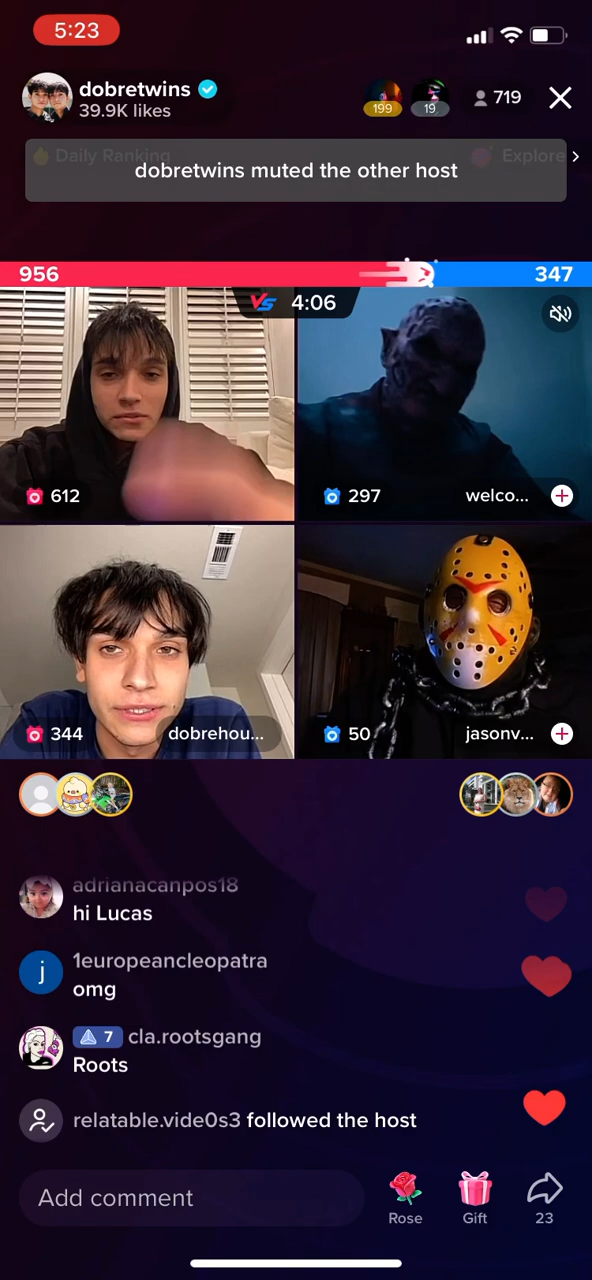 5:23
dobretwins
39.9K likes
199
19
719
Daily Ranking
Explore
dobretwins muted the other host
956
347
VS 4:06
612
297
welco...
344
dobrehou...
50
jasonv...
adrianacanpos18
hi Lucas
j
1europeancleopatra
omg
7 cla.rootsgang
Roots
relatable.vide0s3 followed the host
Add comment
Rose
Gift
23